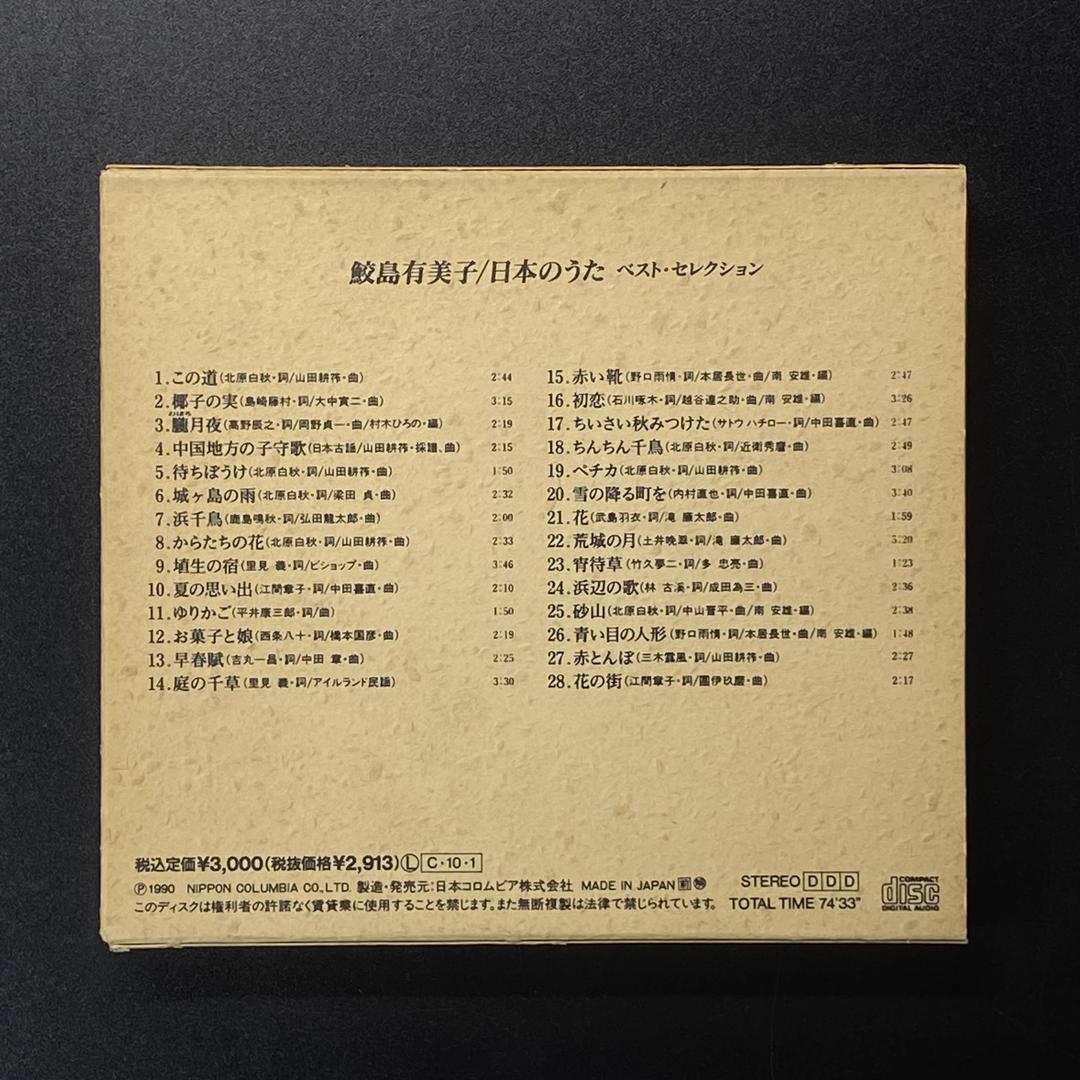 鮫島有美子/日本のうた ベスト・セレクション
1.この道(北原白秋・詞/山田耕筰・曲) 2:44
2.椰子の実(島崎藤村・詞/大中寅二・曲) 3:15
おぼろ
3.朧月夜(高野辰之・詞/岡野貞一・曲/村木ひろの・編) 2:19
4.中国地方の子守歌(日本古謡/山田耕筰・採譜、曲) 2:15
5.待ちぼうけ(北原白秋・詞/山田耕筰・曲) 1:50
6.城ヶ島の雨(北原白秋・詞/梁田 貞・曲) 2:32
7.浜千鳥(鹿島鳴秋・詞/弘田龍太郎・曲) 2:00
8.からたちの花(北原白秋・詞/山田耕筰・曲) 2:33
9.埴生の宿(里見 義・詞/ビショップ・曲) 3:46
10.夏の思い出(江間章子・詞/中田喜直・曲) 2:10
11.ゆりかご(平井康三郎・詞/曲) 1:50
12.お菓子と娘(西条八十・詞/橋本国彦・曲) 2:19
13.早春賦(吉丸一昌・詞/中田 章・曲) 2:25
14.庭の千草(里見 義・詞/アイルランド民謡) 3:30
15.赤い靴(野口雨情・詞/本居長世・曲/南 安雄・編) 2:47
16.初恋(石川啄木・詞/越谷達之助・曲/南 安雄・編) 3:26
17.ちいさい秋みつけた(サトウハチロー・詞/中田喜直・曲) 2:47
18.ちんちん千鳥(北原白秋・詞/近衛秀麿・曲) 2:49
19.ペチカ(北原白秋・詞/山田耕筰・曲) 3:08
20.雪の降る町を(内村直也・詞/中田喜直・曲) 3:40
21.花(武島羽衣・詞/滝 廉太郎・曲) 1:59
22.荒城の月(土井晩翠・詞/滝 廉太郎・曲) 5:20
23.宵待草(竹久夢二・詞/多 忠亮・曲) 1:23
24.浜辺の歌(林 古溪・詞/成田為三・曲) 2:36
25.砂山(北原白秋・詞/中山晋平・曲/南 安雄・編) 2:38
26.青い目の人形(野口雨情・詞/本居長世・曲/南 安雄・編) 1:48
27.赤とんぼ(三木露風・詞/山田耕筰・曲) 2:27
28.花の街(江間章子・詞/團伊玖磨・曲) 2:17
税込定価¥3,000(税抜価格¥2,913)Ⓛ C・10・1
Ⓟ1990 NIPPON COLUMBIA CO.,LTD. 製造・発売元:日本コロムビア株式会社 MADE IN JAPAN
このディスクは権利者の許諾なく賃貸業に使用することを禁じます。また無断複製は法律で禁じられています。
STEREO DDD
TOTAL TIME 74'33"
COMPACT
disc
DIGITAL AUDIO